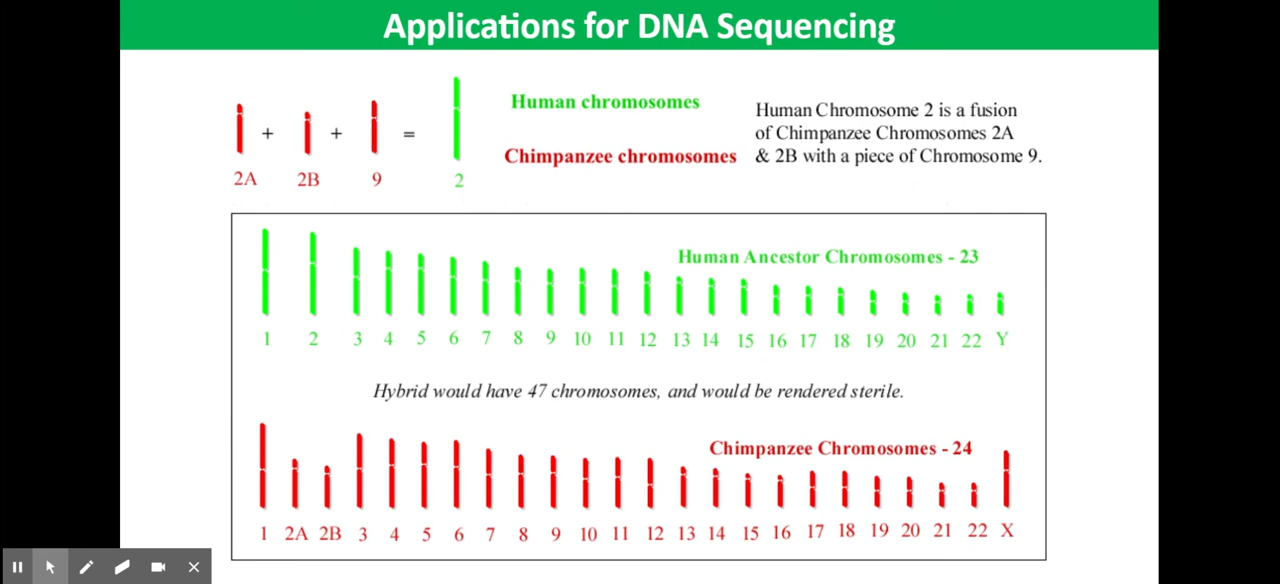 Applications for DNA Sequencing
2A + 2B + 9 = 2
Human chromosomes
Chimpanzee chromosomes
Human Chromosome 2 is a fusion
of Chimpanzee Chromosomes 2A
& 2B with a piece of Chromosome 9.
Human Ancestor Chromosomes - 23
1 2 3 4 5 6 7 8 9 10 11 12 13 14 15 16 17 18 19 20 21 22 Y
Hybrid would have 47 chromosomes, and would be rendered sterile.
Chimpanzee Chromosomes - 24
1 2A 2B 3 4 5 6 7 8 9 10 11 12 13 14 15 16 17 18 19 20 21 22 X